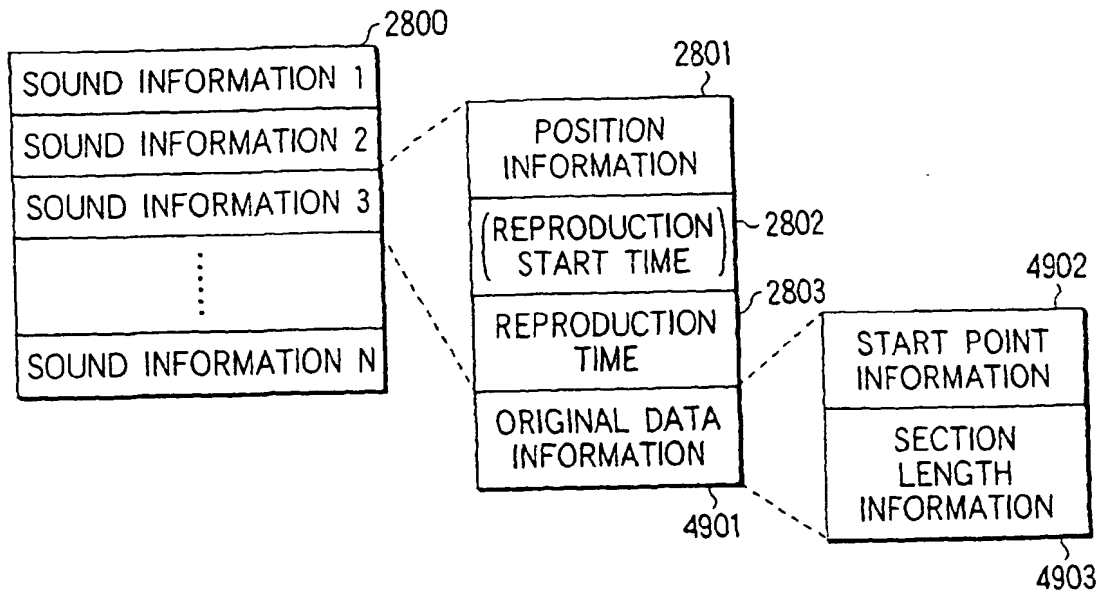 2800
SOUND INFORMATION 1
SOUND INFORMATION 2
SOUND INFORMATION 3
SOUND INFORMATION N
2801
POSITION
INFORMATION
(REPRODUCTION
START TIME)
2802
2803
REPRODUCTION
TIME
ORIGINAL DATA
INFORMATION
4901
4902
START POINT
INFORMATION
SECTION
LENGTH
INFORMATION
4903